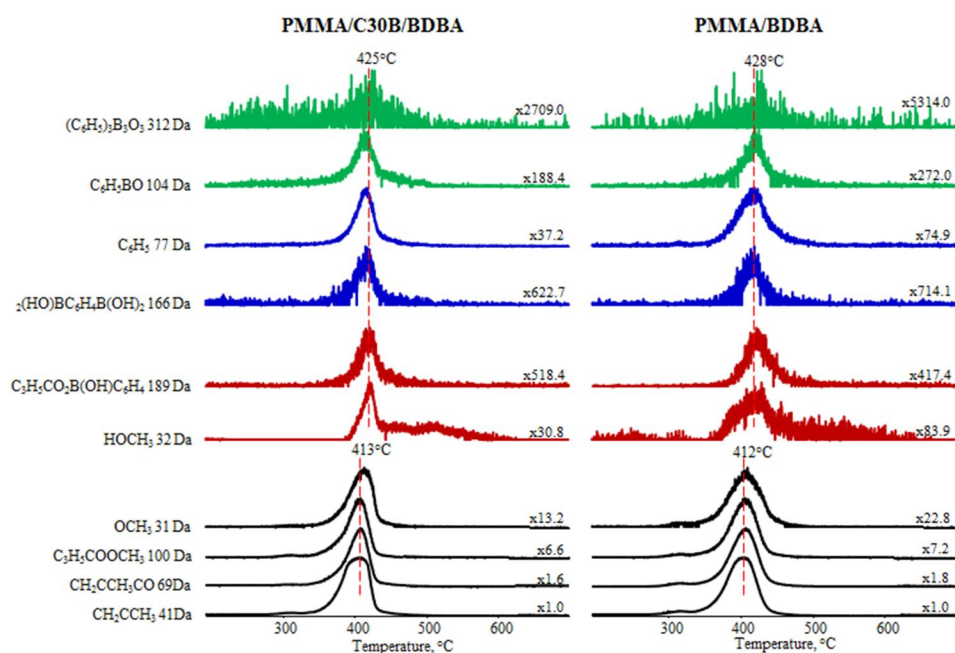 PMMA/C30B/BDBA PMMA/BDBA
425°C 428°C
(C₆H₅)₃B₃O₃ 312 Da x2709.0 x5314.0
C₆H₅BO 104 Da x188.4 x272.0
C₆H₅ 77 Da x37.2 x74.9
₂(HO)BC₆H₄B(OH)₂ 166 Da x622.7 x714.1
C₃H₅CO₂B(OH)C₆H₄ 189 Da x518.4 x417.4
HOCH₃ 32 Da x30.8 x83.9
413°C 412°C
OCH₃ 31 Da x13.2 x22.8
C₃H₅COOCH₃ 100 Da x6.6 x7.2
CH₂CCH₃CO 69Da x1.6 x1.8
CH₂CCH₃ 41Da x1.0 x1.0
300 400 500 600 300 400 500 600
Temperature, °C Temperature, °C